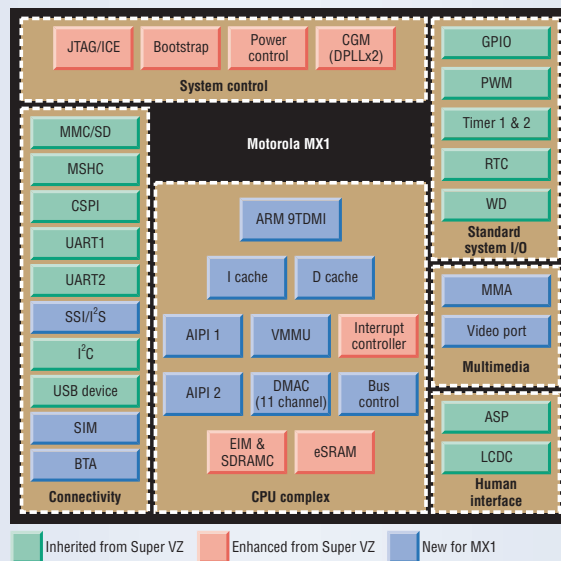 JTAG/ICE
Bootstrap
Power
control
CGM
(DPLLx2)
System control
GPIO
PWM
Timer 1 & 2
RTC
WD
Standard
system I/O
Motorola MX1
MMC/SD
MSHC
CSPI
UART1
UART2
SSI/I²S
I²C
USB device
SIM
BTA
Connectivity
ARM 9TDMI
I cache
D cache
AIPI 1
VMMU
Interrupt
controller
AIPI 2
DMAC
(11 channel)
Bus
control
EIM &
SDRAMC
eSRAM
CPU complex
MMA
Video port
Multimedia
ASP
LCDC
Human
interface
Inherited from Super VZ
Enhanced from Super VZ
New for MX1